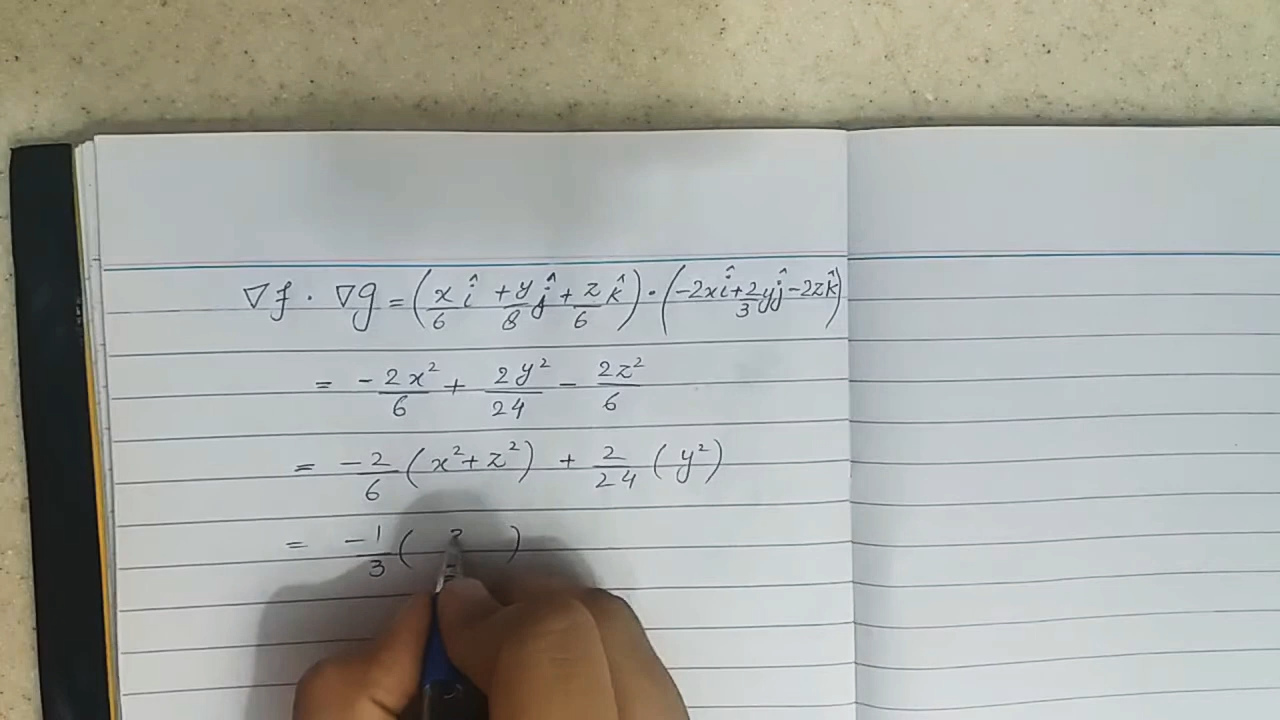 ∇f · ∇g = (x/6 î + y/8 ĵ + z/6 k̂) · (-2x î + 2/3 y ĵ - 2z k̂)
= -2x²/6 + 2y²/24 - 2z²/6
= -2/6 (x² + z²) + 2/24 (y²)
= -1/3 ( )